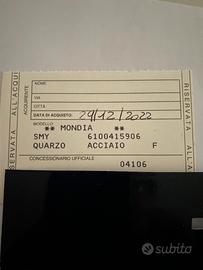 RISERVATA ALL'ACQUIRENTE
NOME
VIA
CITTÀ
DATA DI ACQUISTO: 29/12/2022
MODELLO
** MONDIA **
SMY 6100415906
QUARZO ACCIAIO F
CONCESSIONARIO UFFICIALE
04106
RISERVATA ALL'AC
subito